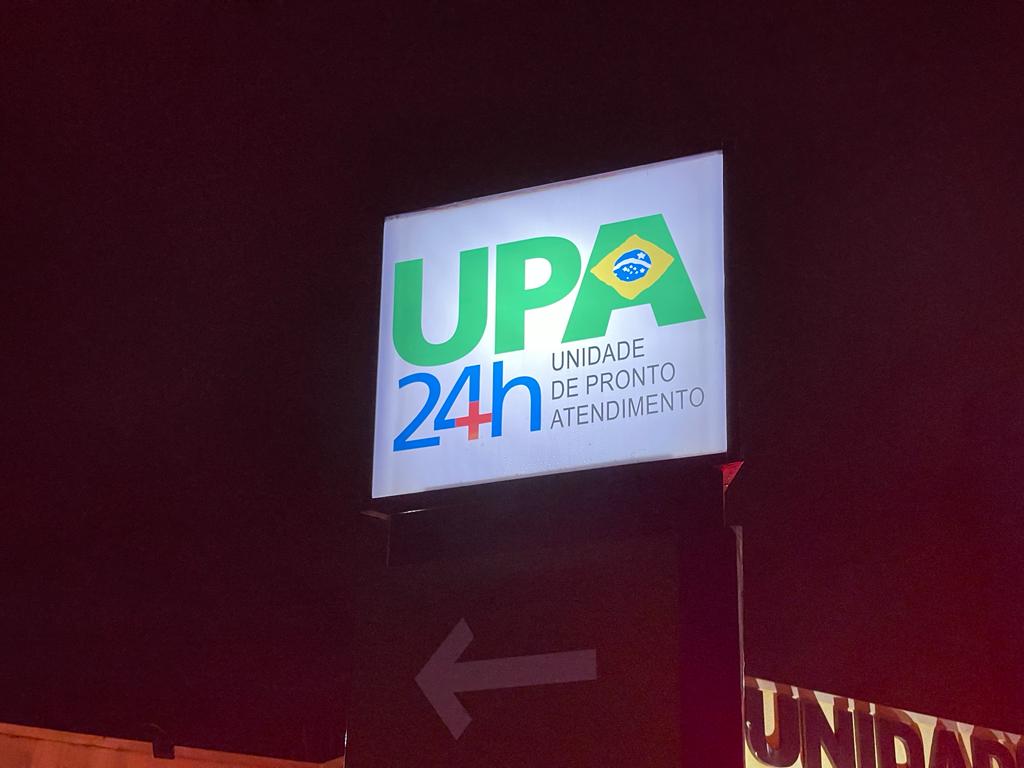 UPA
24h
UNIDADE
DE PRONTO
ATENDIMENTO